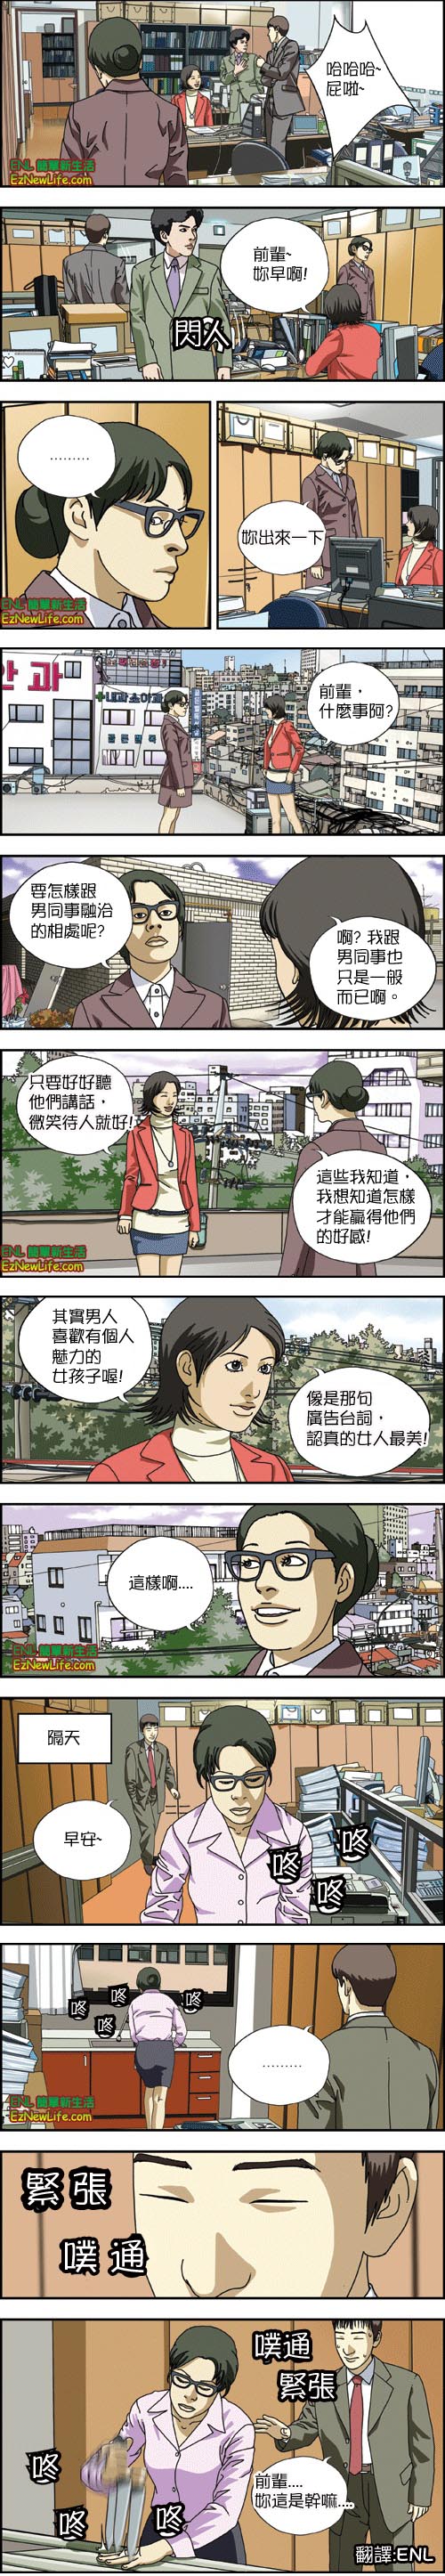 哈哈哈~
屁啦~
ENL 簡單新生活
EzNewLife.com
前輩~
妳早啊!
閃人
………
ENL 簡單新生活
EzNewLife.com
妳出來一下
안 과
내과소아과
前輩，
什麼事阿?
要怎樣跟
男同事融洽
的相處呢?
啊? 我跟
男同事也
只是一般
而已啊。
只要好好聽
他們講話，
微笑待人就好!
這些我知道，
我想知道怎樣
才能贏得他們
的好感!
ENL 簡單新生活
EzNewLife.com
其實男人
喜歡有個人
魅力的
女孩子喔!
像是那句
廣告台詞，
認真的女人最美!
這樣啊....
ENL 簡單新生活
EzNewLife.com
隔天
早安~
咚
咚
咚
咚
咚
咚
咚
………
ENL 簡單新生活
EzNewLife.com
緊張
噗通
噗通
緊張
咚
咚
咚
前輩....
妳這是幹嘛....
翻譯:ENL